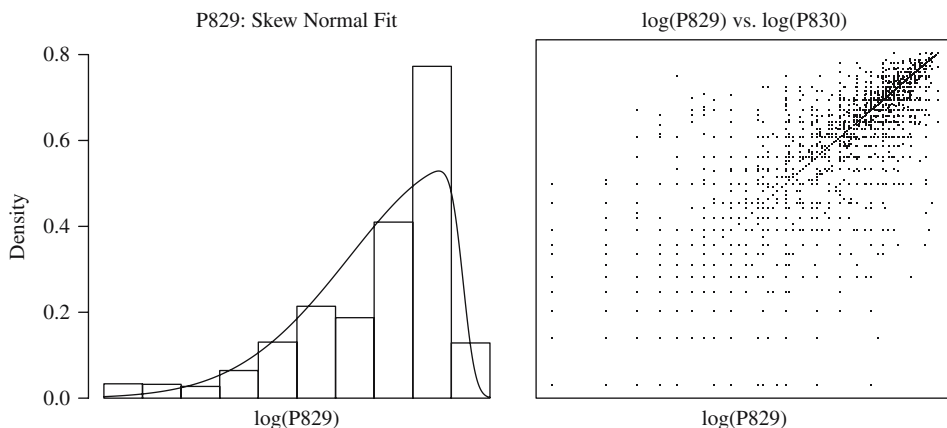 P829: Skew Normal Fit
log(P829) vs. log(P830)
Density
0.8
0.6
0.4
0.2
0.0
log(P829)
log(P829)